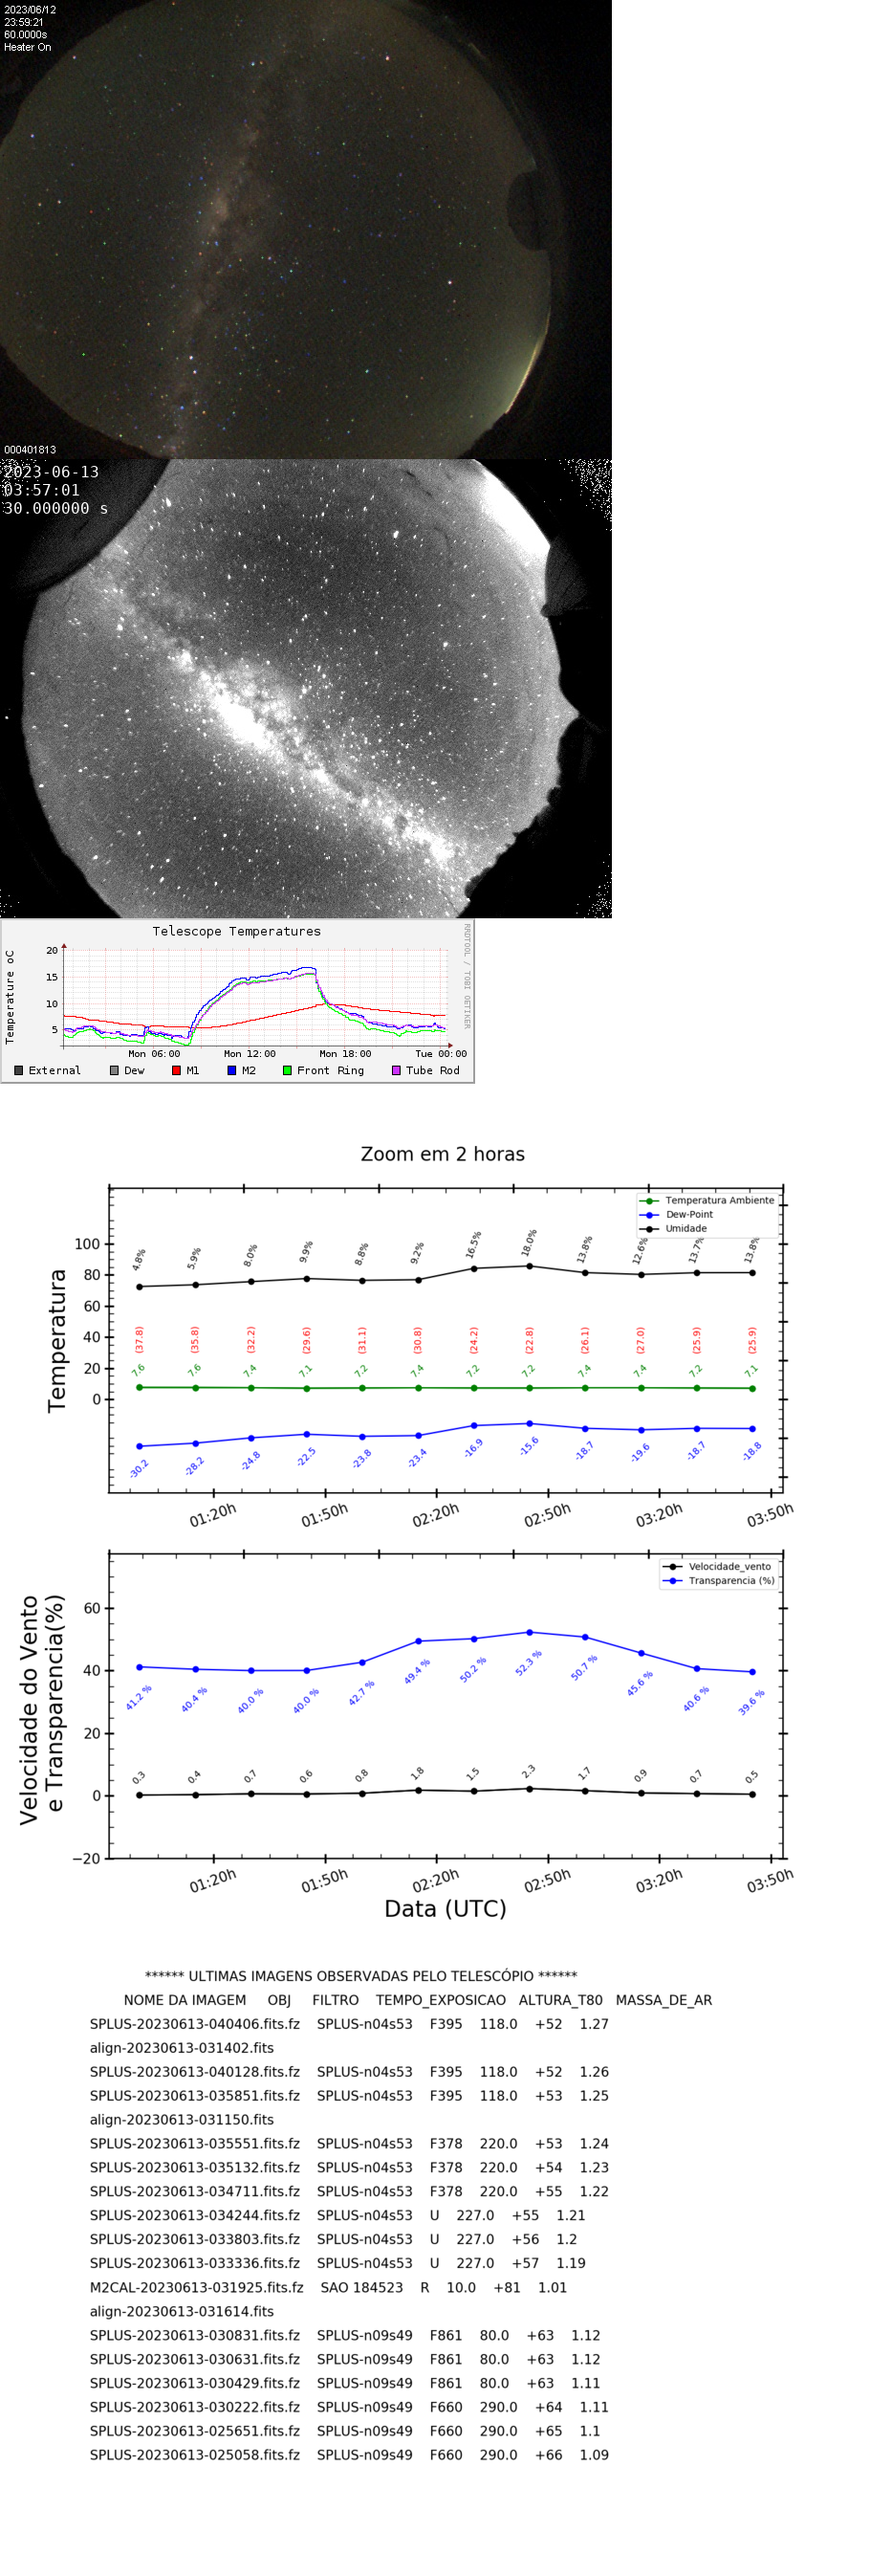 2023/06/12
23:59:21
60.0000s
Heater On
000401813
2023-06-13
03:57:01
30.000000 s
Telescope Temperatures
RRDTOOL / TOBI OETIKER
Temperature oC
20
15
10
5
Mon 06:00 Mon 12:00 Mon 18:00 Tue 00:00
External Dew M1 M2 Front Ring Tube Rod
Zoom em 2 horas
Temperatura Ambiente
Dew-Point
Umidade
Temperatura
100
80
60
40
20
0
4.8% 5.9% 8.0% 9.9% 8.8% 9.2% 16.5% 18.0% 13.8% 12.6% 13.7% 13.8%
(37.8) (35.8) (32.2) (29.6) (31.1) (30.8) (24.2) (22.8) (26.1) (27.0) (25.9) (25.9)
7.6 7.6 7.4 7.1 7.2 7.4 7.2 7.2 7.4 7.4 7.2 7.1
-30.2 -28.2 -24.8 -22.5 -23.8 -23.4 -16.9 -15.6 -18.7 -19.6 -18.7 -18.8
01:20h 01:50h 02:20h 02:50h 03:20h 03:50h
Velocidade_vento
Transparencia (%)
Velocidade do Vento
e Transparencia(%)
60
40
20
0
−20
41.2 % 40.4 % 40.0 % 40.0 % 42.7 % 49.4 % 50.2 % 52.3 % 50.7 % 45.6 % 40.6 % 39.6 %
0.3 0.4 0.7 0.6 0.8 1.8 1.5 2.3 1.7 0.9 0.7 0.5
01:20h 01:50h 02:20h 02:50h 03:20h 03:50h
Data (UTC)
****** ULTIMAS IMAGENS OBSERVADAS PELO TELESCÓPIO ******
NOME DA IMAGEM OBJ FILTRO TEMPO_EXPOSICAO ALTURA_T80 MASSA_DE_AR
SPLUS-20230613-040406.fits.fz SPLUS-n04s53 F395 118.0 +52 1.27
align-20230613-031402.fits
SPLUS-20230613-040128.fits.fz SPLUS-n04s53 F395 118.0 +52 1.26
SPLUS-20230613-035851.fits.fz SPLUS-n04s53 F395 118.0 +53 1.25
align-20230613-031150.fits
SPLUS-20230613-035551.fits.fz SPLUS-n04s53 F378 220.0 +53 1.24
SPLUS-20230613-035132.fits.fz SPLUS-n04s53 F378 220.0 +54 1.23
SPLUS-20230613-034711.fits.fz SPLUS-n04s53 F378 220.0 +55 1.22
SPLUS-20230613-034244.fits.fz SPLUS-n04s53 U 227.0 +55 1.21
SPLUS-20230613-033803.fits.fz SPLUS-n04s53 U 227.0 +56 1.2
SPLUS-20230613-033336.fits.fz SPLUS-n04s53 U 227.0 +57 1.19
M2CAL-20230613-031925.fits.fz SAO 184523 R 10.0 +81 1.01
align-20230613-031614.fits
SPLUS-20230613-030831.fits.fz SPLUS-n09s49 F861 80.0 +63 1.12
SPLUS-20230613-030631.fits.fz SPLUS-n09s49 F861 80.0 +63 1.12
SPLUS-20230613-030429.fits.fz SPLUS-n09s49 F861 80.0 +63 1.11
SPLUS-20230613-030222.fits.fz SPLUS-n09s49 F660 290.0 +64 1.11
SPLUS-20230613-025651.fits.fz SPLUS-n09s49 F660 290.0 +65 1.1
SPLUS-20230613-025058.fits.fz SPLUS-n09s49 F660 290.0 +66 1.09